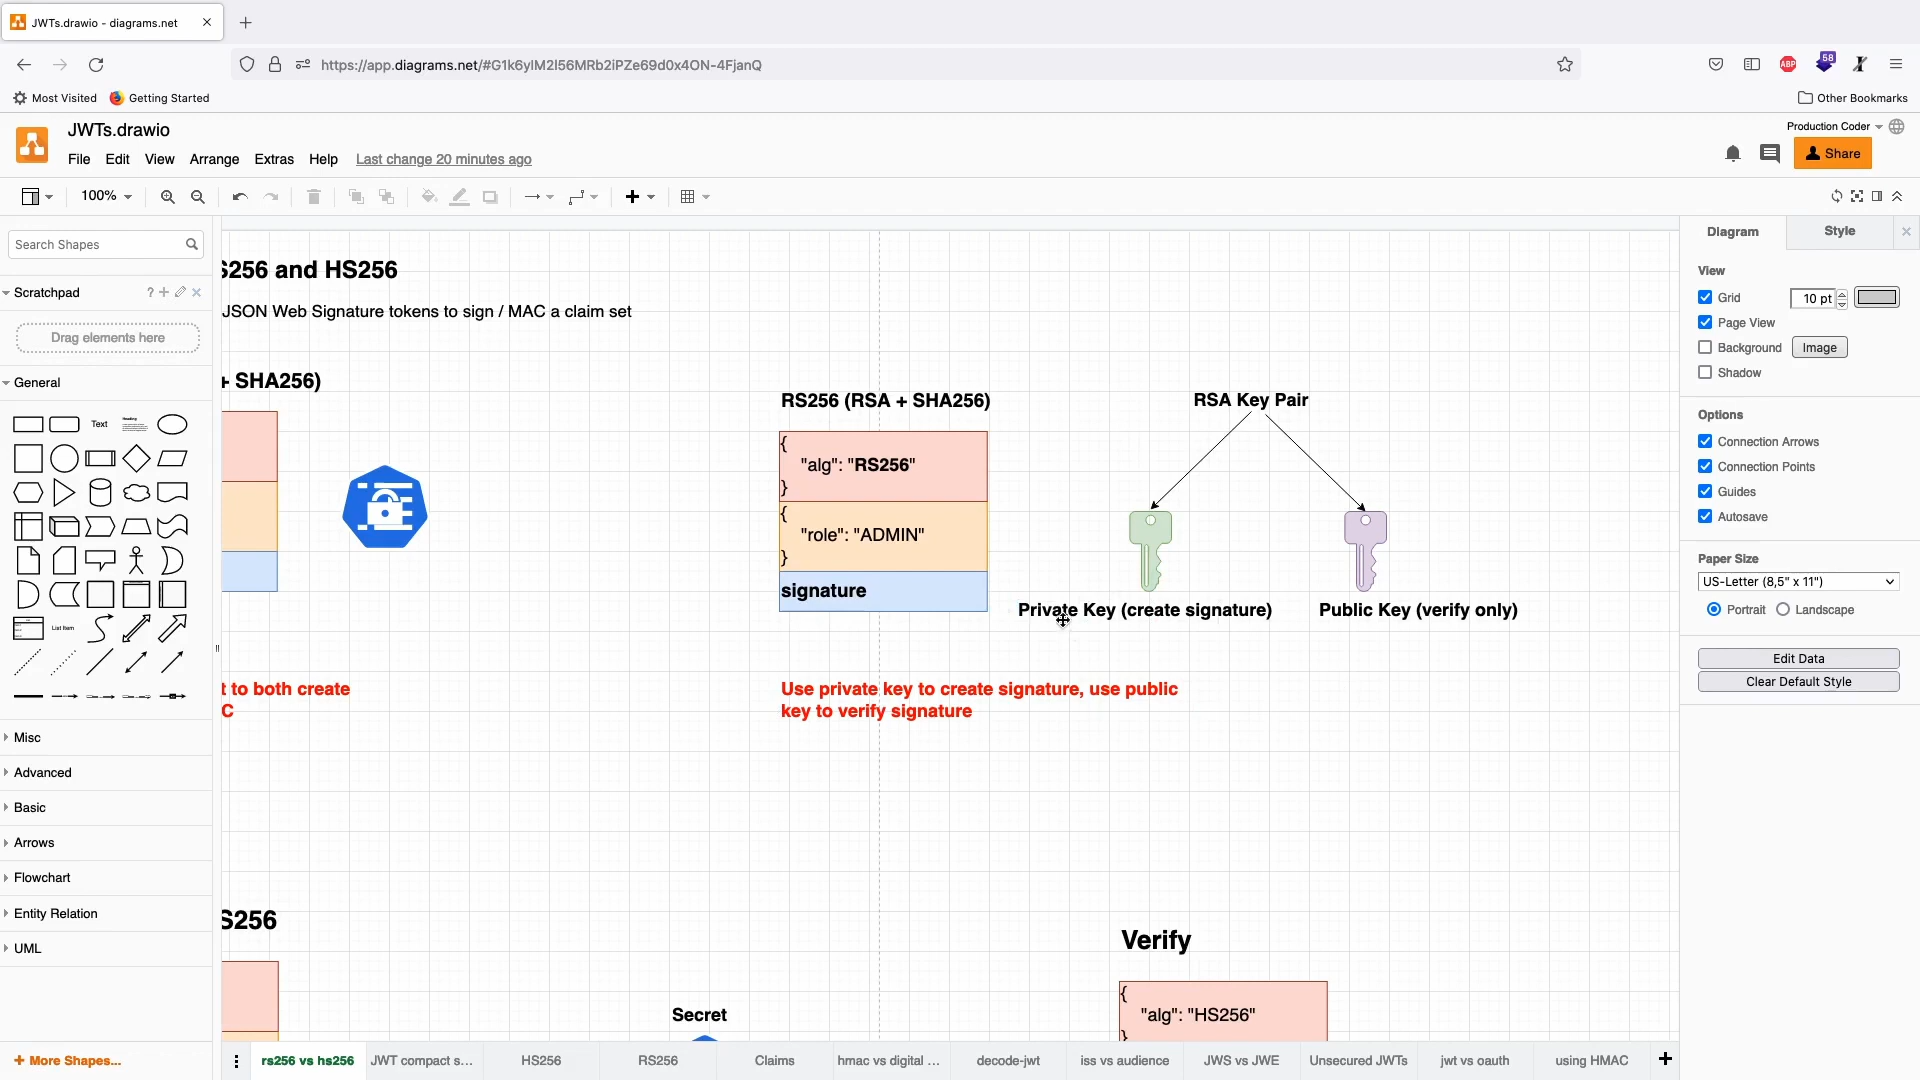 JWTs.drawio - diagrams.net
https://app.diagrams.net/#G1k6ylM2I56MRb2iPZe69d0x4ON-4FjanQ
ABP
58
Most Visited
Getting Started
Other Bookmarks
JWTs.drawio
Production Coder
File
Edit
View
Arrange
Extras
Help
Last change 20 minutes ago
Share
100%
Search Shapes
Scratchpad
?
Drag elements here
General
Text
Heading
List Item
Misc
Advanced
Basic
Arrows
Flowchart
Entity Relation
UML
+ More Shapes...
S256 and HS256
JSON Web Signature tokens to sign / MAC a claim set
+ SHA256)
RS256 (RSA + SHA256)
{
"alg": "RS256"
}
{
"role": "ADMIN"
}
signature
RSA Key Pair
Private Key (create signature)
Public Key (verify only)
t to both create
C
Use private key to create signature, use public
key to verify signature
S256
Secret
Verify
{
"alg": "HS256"
}
Diagram
Style
View
Grid
10 pt
Page View
Background
Image
Shadow
Options
Connection Arrows
Connection Points
Guides
Autosave
Paper Size
US-Letter (8,5" x 11")
Portrait
Landscape
Edit Data
Clear Default Style
rs256 vs hs256
JWT compact s...
HS256
RS256
Claims
hmac vs digital ...
decode-jwt
iss vs audience
JWS vs JWE
Unsecured JWTs
jwt vs oauth
using HMAC